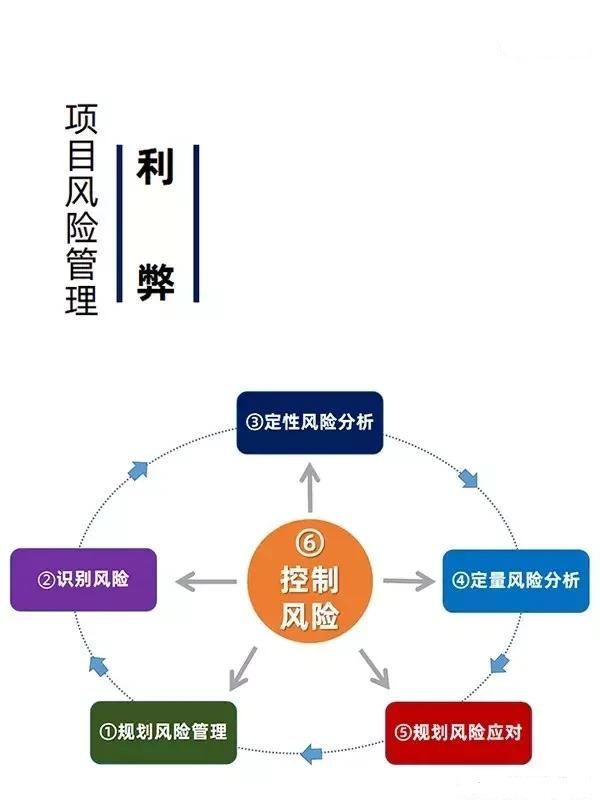 项目风险管理
利弊
③定性风险分析
②识别风险
⑥
控制
风险
④定量风险分析
①规划风险管理
⑤规划风险应对